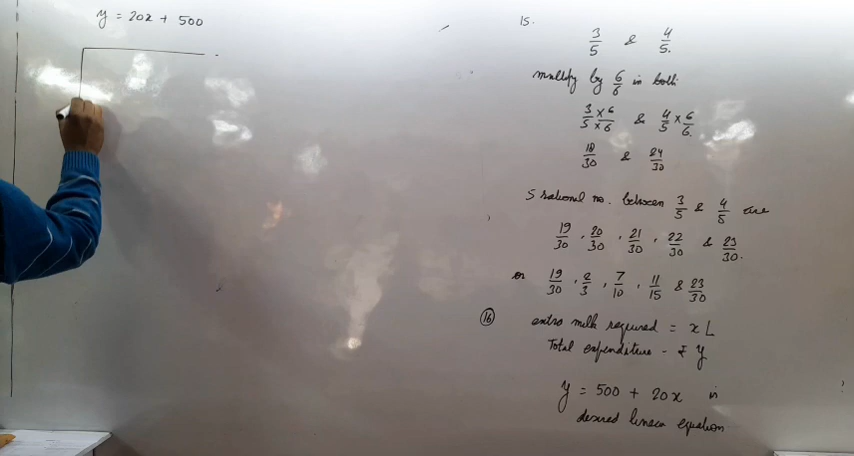 y = 20x + 500
15.
3/5 & 4/5.
multiply by 6/6 in both
3/5 × 6/6 & 4/5 × 6/6.
18/30 & 24/30
5 rational no. between 3/5 & 4/5 are
19/30 , 20/30 , 21/30 , 22/30 & 23/30.
or 19/30 , 2/3 , 7/10 , 11/15 & 23/30
(16) extra milk required = x L
Total expenditure - ₹ y
y = 500 + 20x is
desired linear equation